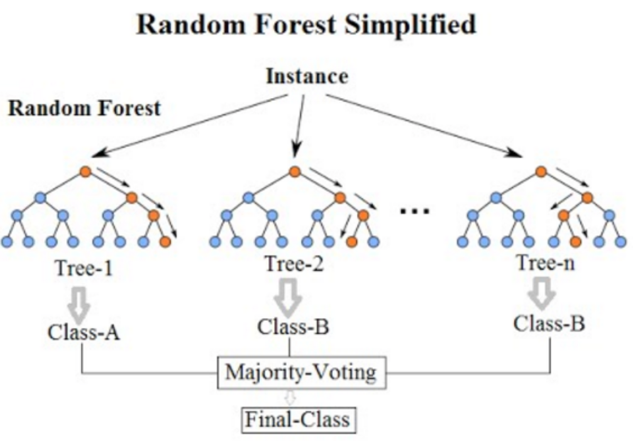 Random Forest Simplified
Instance
Random Forest
...
Tree-1
Tree-2
Tree-n
Class-A
Class-B
Class-B
Majority-Voting
Final-Class